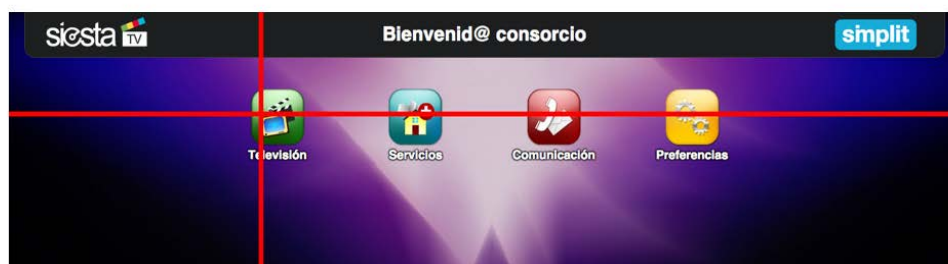 siesta TV
Bienvenid@ consorcio
simplit
Televisión
Servicios
Comunicación
Preferencias